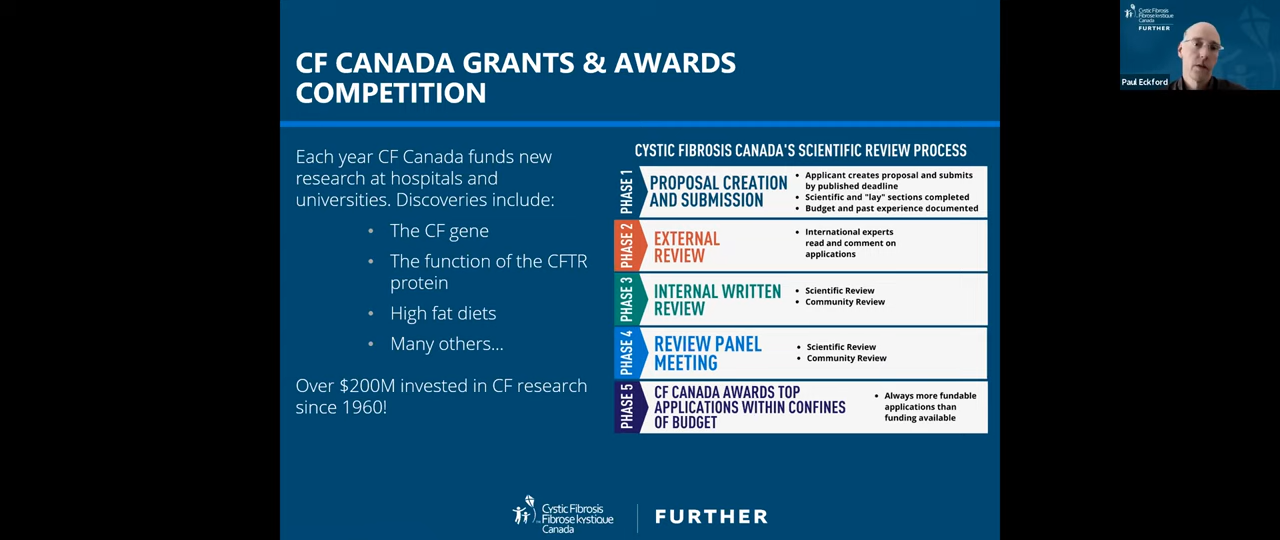 CF CANADA GRANTS & AWARDS
COMPETITION
Each year CF Canada funds new
research at hospitals and
universities. Discoveries include:
• The CF gene
• The function of the CFTR
protein
• High fat diets
• Many others...
Over $200M invested in CF research
since 1960!
CYSTIC FIBROSIS CANADA'S SCIENTIFIC REVIEW PROCESS
PHASE 1
PROPOSAL CREATION
AND SUBMISSION
• Applicant creates proposal and submits
by published deadline
• Scientific and "lay" sections completed
• Budget and past experience documented
PHASE 2
EXTERNAL
REVIEW
• International experts
read and comment on
applications
PHASE 3
INTERNAL WRITTEN
REVIEW
• Scientific Review
• Community Review
PHASE 4
REVIEW PANEL
MEETING
• Scientific Review
• Community Review
PHASE 5
CF CANADA AWARDS TOP
APPLICATIONS WITHIN CONFINES
OF BUDGET
• Always more fundable
applications than
funding available
Cystic Fibrosis
Fibrose kystique
Canada
FURTHER
Cystic Fibrosis
Fibrose kystique
Canada
FURTHER
Paul Eckford